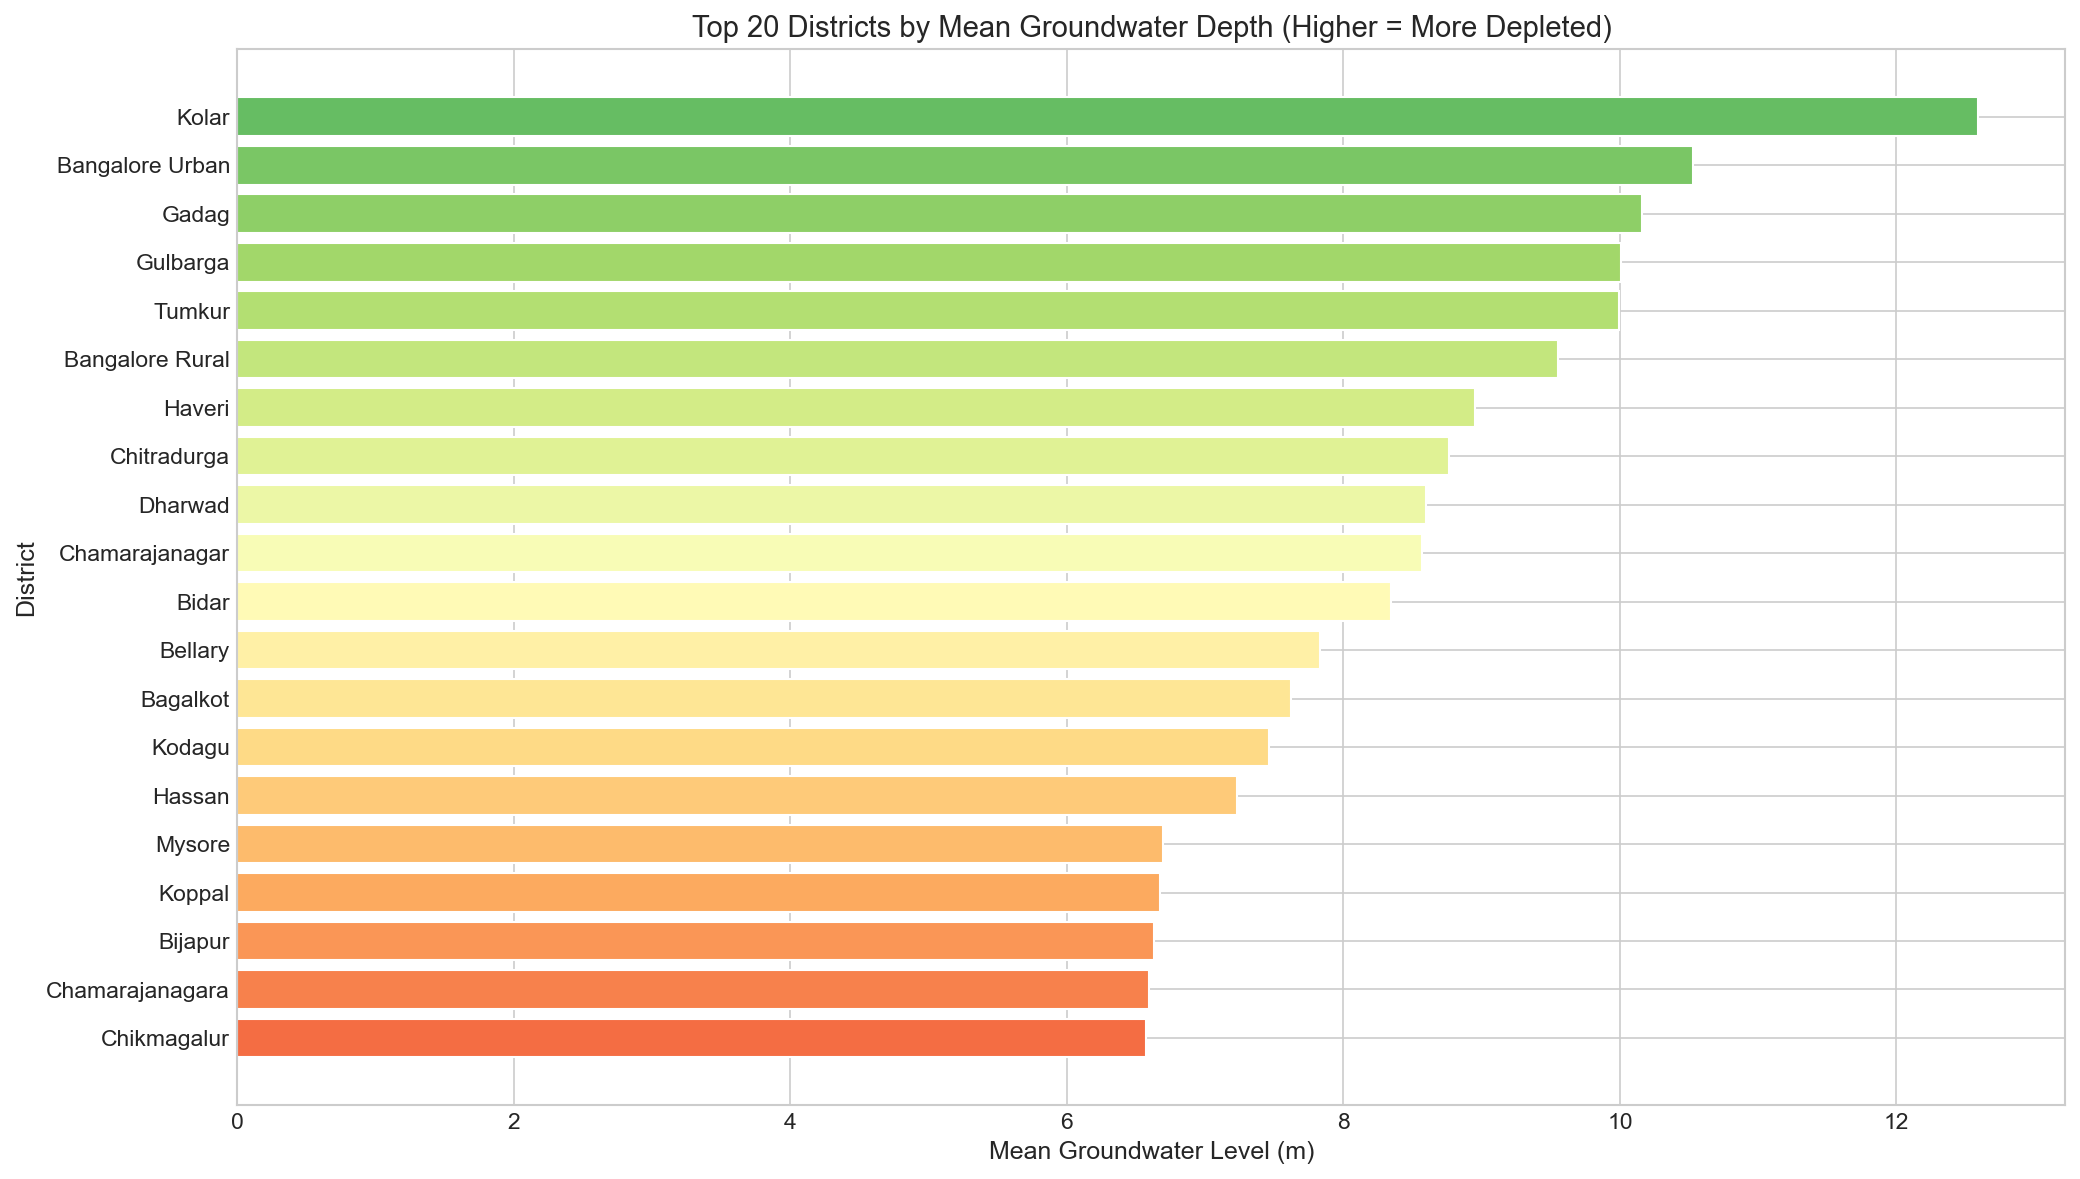 Top 20 Districts by Mean Groundwater Depth (Higher = More Depleted)
Kolar
Bangalore Urban
Gadag
Gulbarga
Tumkur
Bangalore Rural
Haveri
Chitradurga
Dharwad
Chamarajanagar
Bidar
Bellary
Bagalkot
Kodagu
Hassan
Mysore
Koppal
Bijapur
Chamarajanagara
Chikmagalur
District
0 2 4 6 8 10 12
Mean Groundwater Level (m)